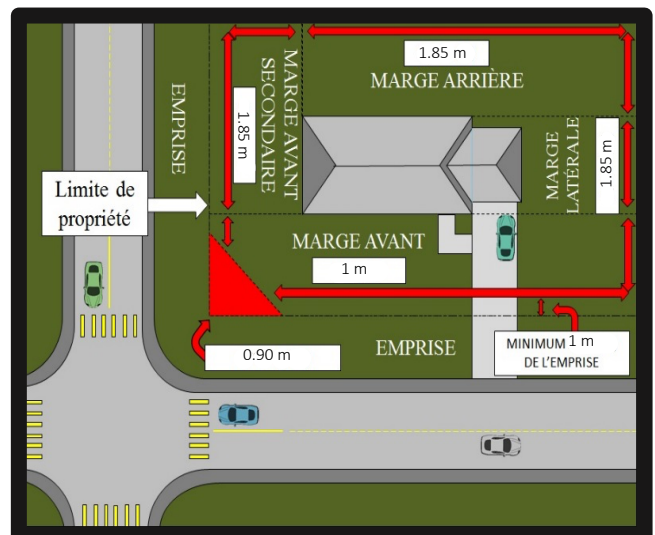 1.85 m
MARGE ARRIÈRE
MARGE AVANT
SECONDAIRE
EMPRISE
1.85 m
MARGE
LATÉRALE
1.85 m
Limite de
propriété
MARGE AVANT
1 m
0.90 m
EMPRISE
MINIMUM 1 m
DE L'EMPRISE